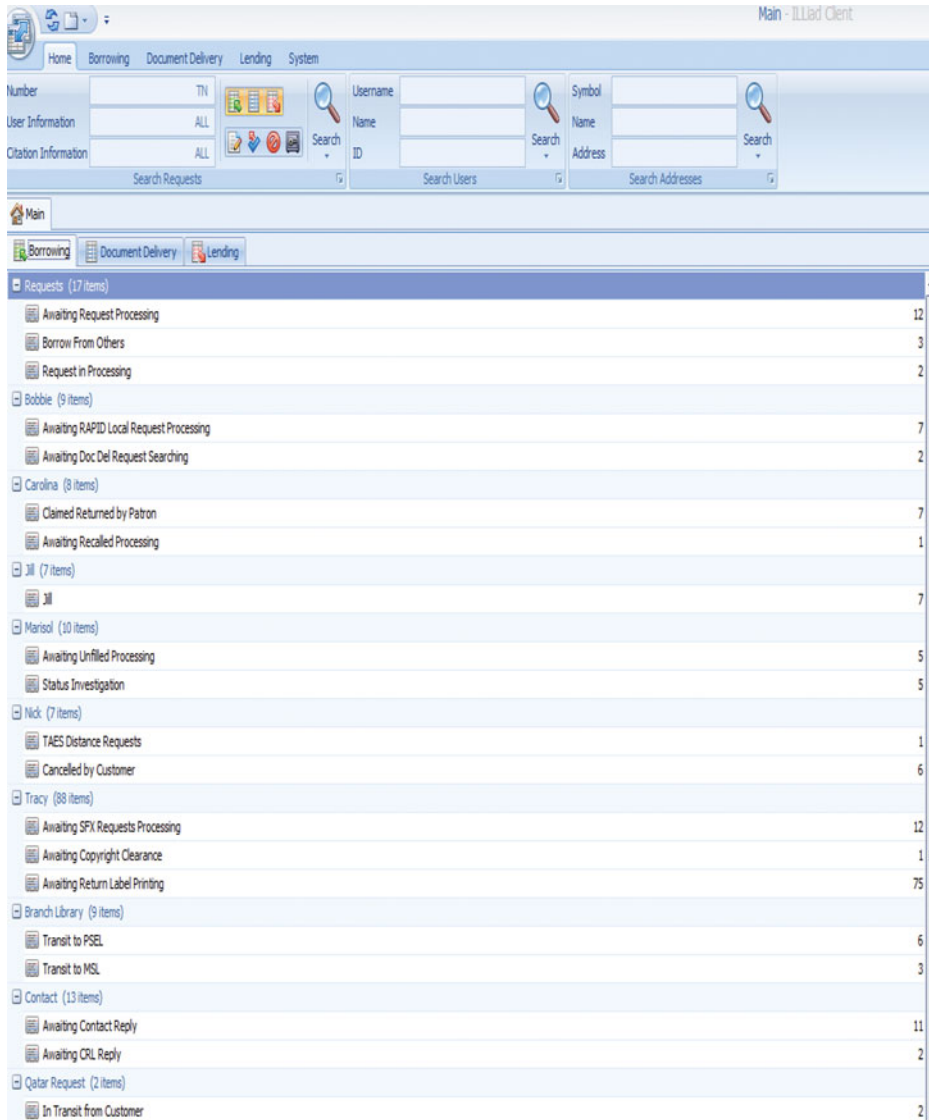 Main - ILLiad Client
Home Borrowing Document Delivery Lending System
Number TN Username Symbol
User Information ALL Name Name
Citation Information ALL Search ID Search Address Search
Search Requests Search Users Search Addresses
Main
Borrowing Document Delivery Lending
Requests (17 items)
Awaiting Request Processing 12
Borrow From Others 3
Request in Processing 2
Bobbie (9 items)
Awaiting RAPID Local Request Processing 7
Awaiting Doc Del Request Searching 2
Carolina (8 items)
Claimed Returned by Patron 7
Awaiting Recalled Processing 1
Jill (7 items)
Jill 7
Marisol (10 items)
Awaiting Unfilled Processing 5
Status Investigation 5
Nick (7 items)
TAES Distance Requests 1
Cancelled by Customer 6
Tracy (88 items)
Awaiting SFX Requests Processing 12
Awaiting Copyright Clearance 1
Awaiting Return Label Printing 75
Branch Library (9 items)
Transit to PSEL 6
Transit to MSL 3
Contact (13 items)
Awaiting Contact Reply 11
Awaiting CRL Reply 2
Qatar Request (2 items)
In Transit from Customer 2